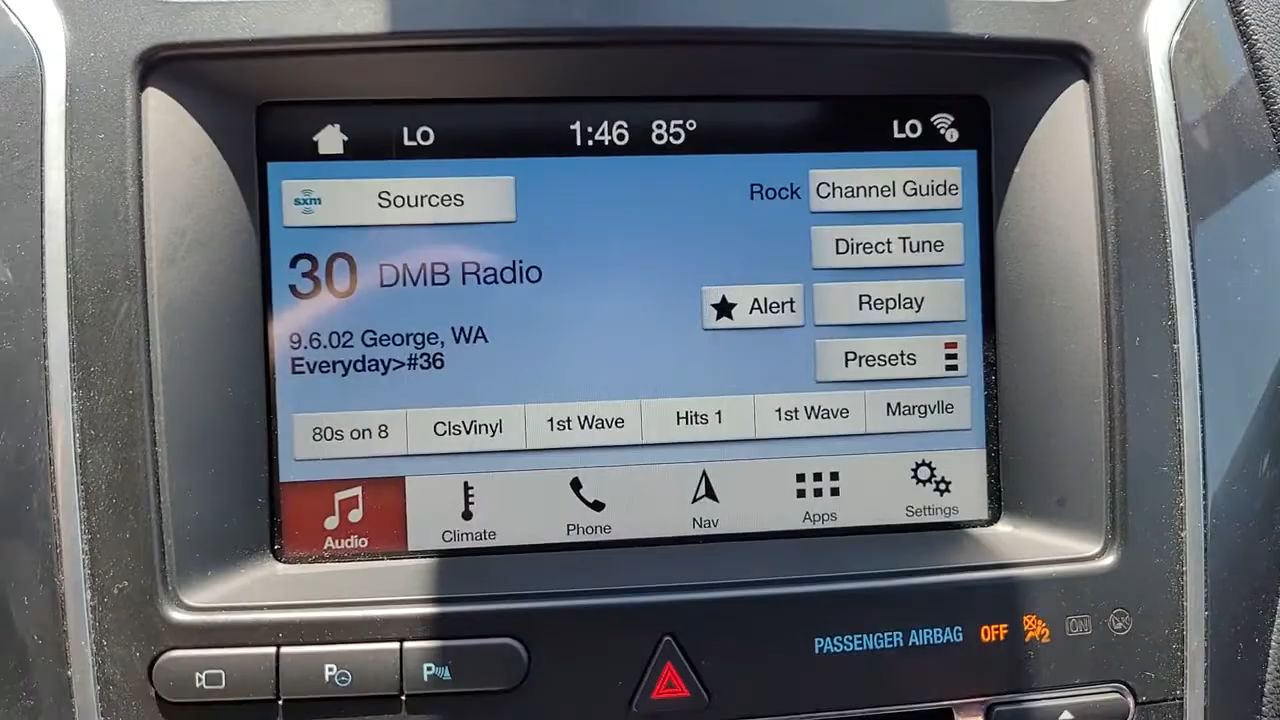 LO 1:46 85° LO
sxm Sources
Rock Channel Guide
Direct Tune
30 DMB Radio
Alert Replay
9.6.02 George, WA
Everyday>#36
Presets
80s on 8 ClsVinyl 1st Wave Hits 1 1st Wave Margvlle
Audio Climate Phone Nav Apps Settings
PASSENGER AIRBAG OFF 2 ON
P P